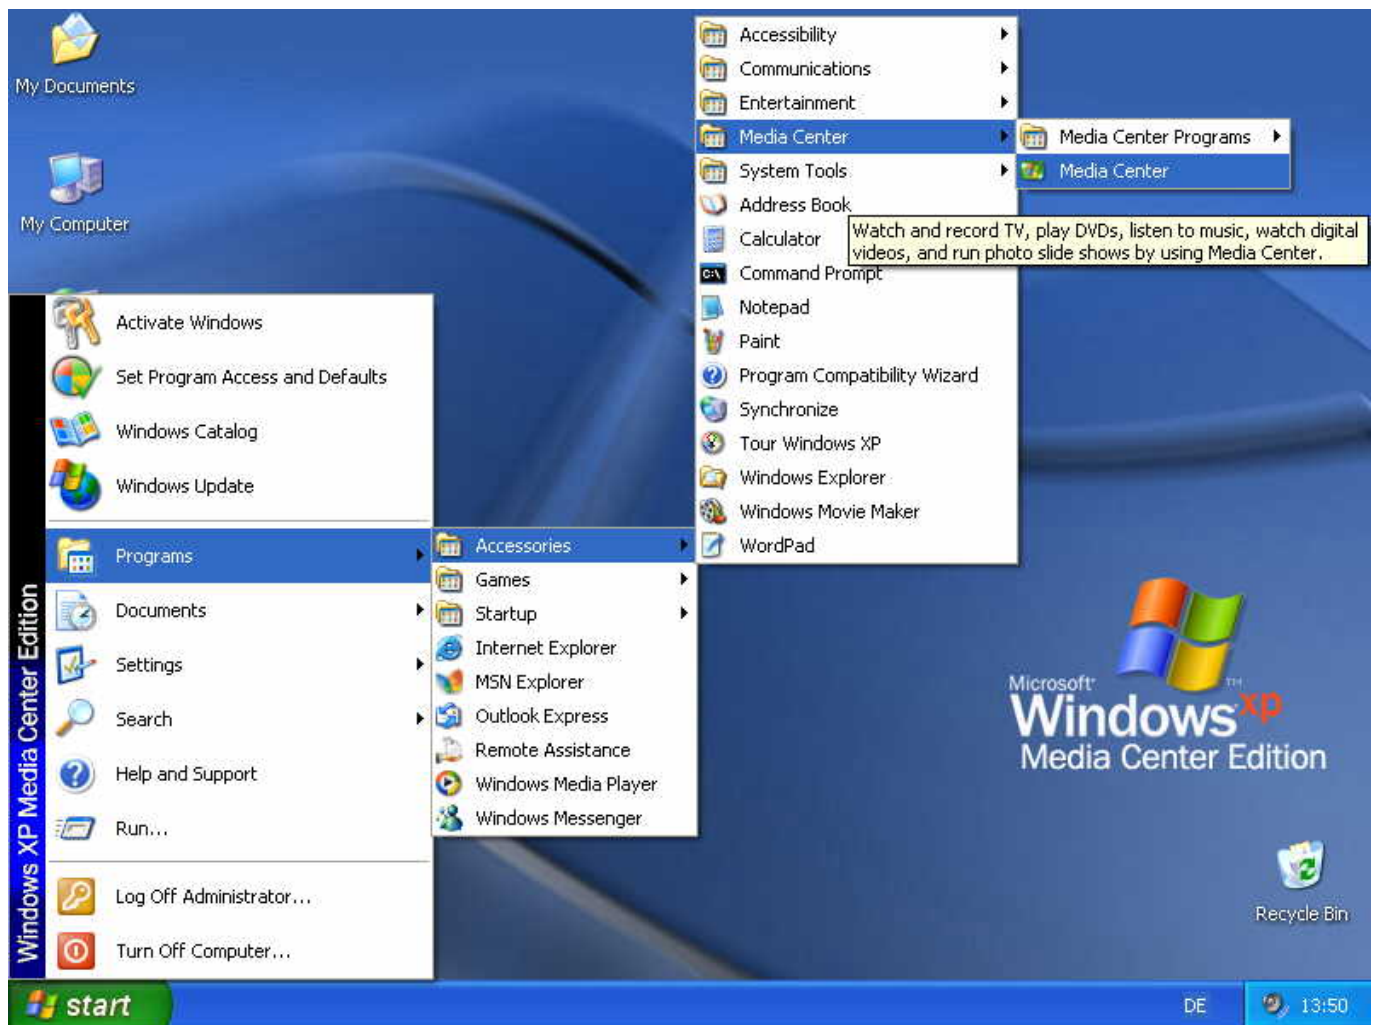 My Documents
My Computer
Activate Windows
Set Program Access and Defaults
Windows Catalog
Windows Update
Programs
Documents
Settings
Search
Help and Support
Run...
Log Off Administrator...
Turn Off Computer...
Windows XP Media Center Edition
Accessories
Games
Startup
Internet Explorer
MSN Explorer
Outlook Express
Remote Assistance
Windows Media Player
Windows Messenger
Accessibility
Communications
Entertainment
Media Center
System Tools
Address Book
Calculator
Command Prompt
Notepad
Paint
Program Compatibility Wizard
Synchronize
Tour Windows XP
Windows Explorer
Windows Movie Maker
WordPad
Media Center Programs
Media Center
Watch and record TV, play DVDs, listen to music, watch digital
videos, and run photo slide shows by using Media Center.
Microsoft
Windows xp
TM
Media Center Edition
Recycle Bin
start
DE
13:50